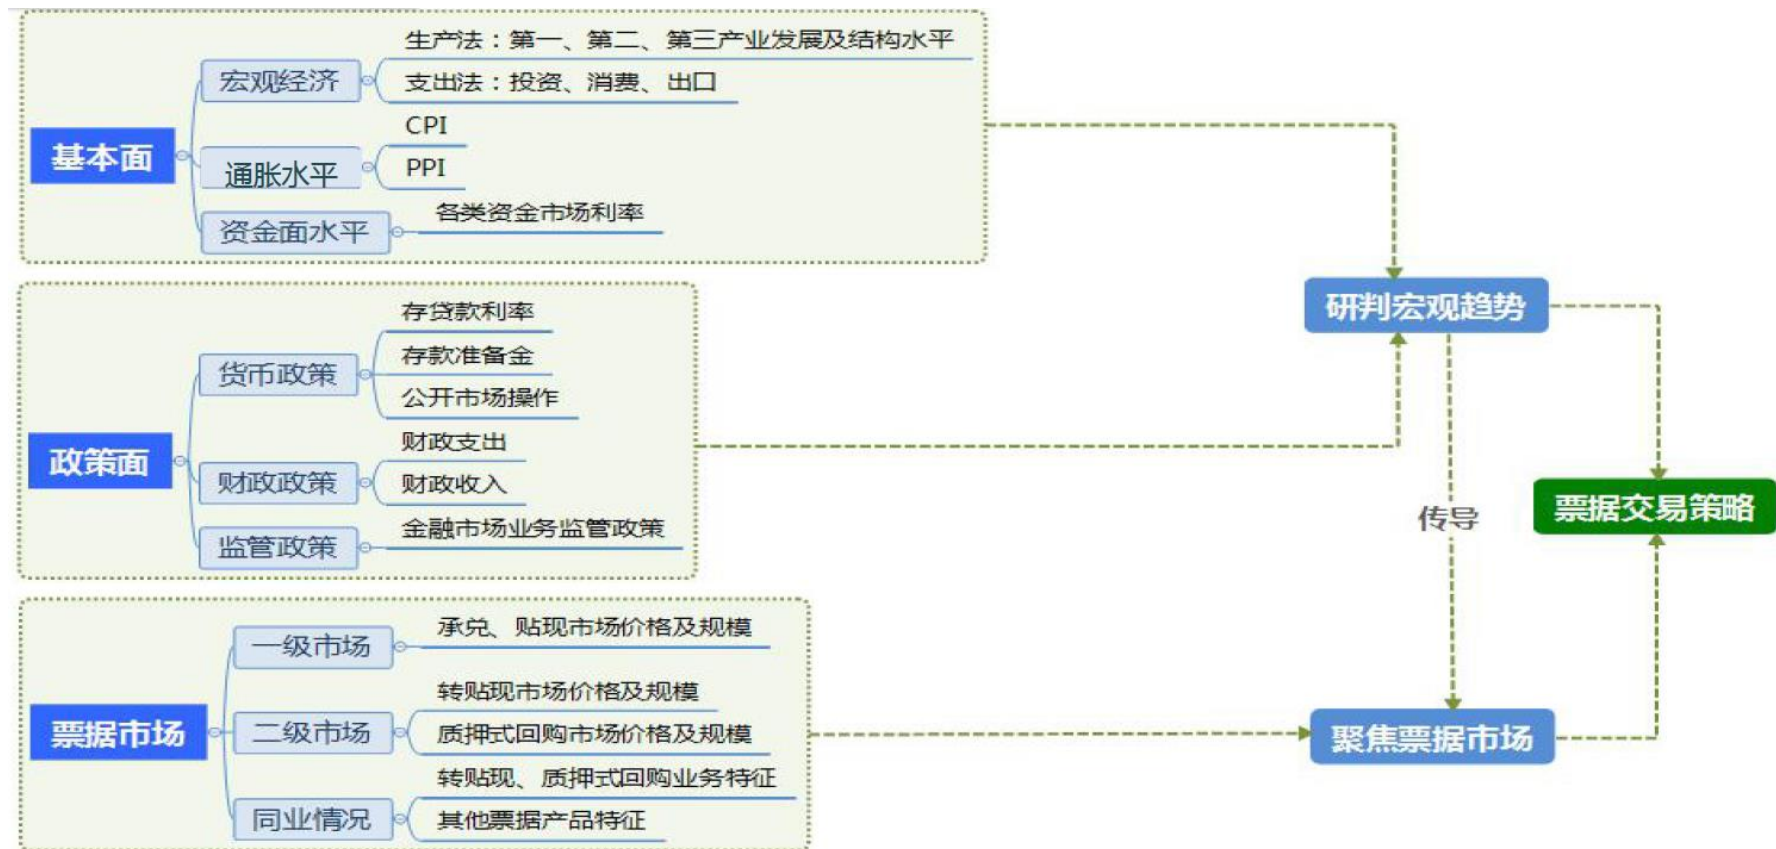 基本面
宏观经济
生产法：第一、第二、第三产业发展及结构水平
支出法：投资、消费、出口
通胀水平
CPI
PPI
资金面水平
各类资金市场利率
政策面
货币政策
存贷款利率
存款准备金
公开市场操作
财政政策
财政支出
财政收入
监管政策
金融市场业务监管政策
票据市场
一级市场
承兑、贴现市场价格及规模
二级市场
转贴现市场价格及规模
质押式回购市场价格及规模
同业情况
转贴现、质押式回购业务特征
其他票据产品特征
研判宏观趋势
传导
聚焦票据市场
票据交易策略